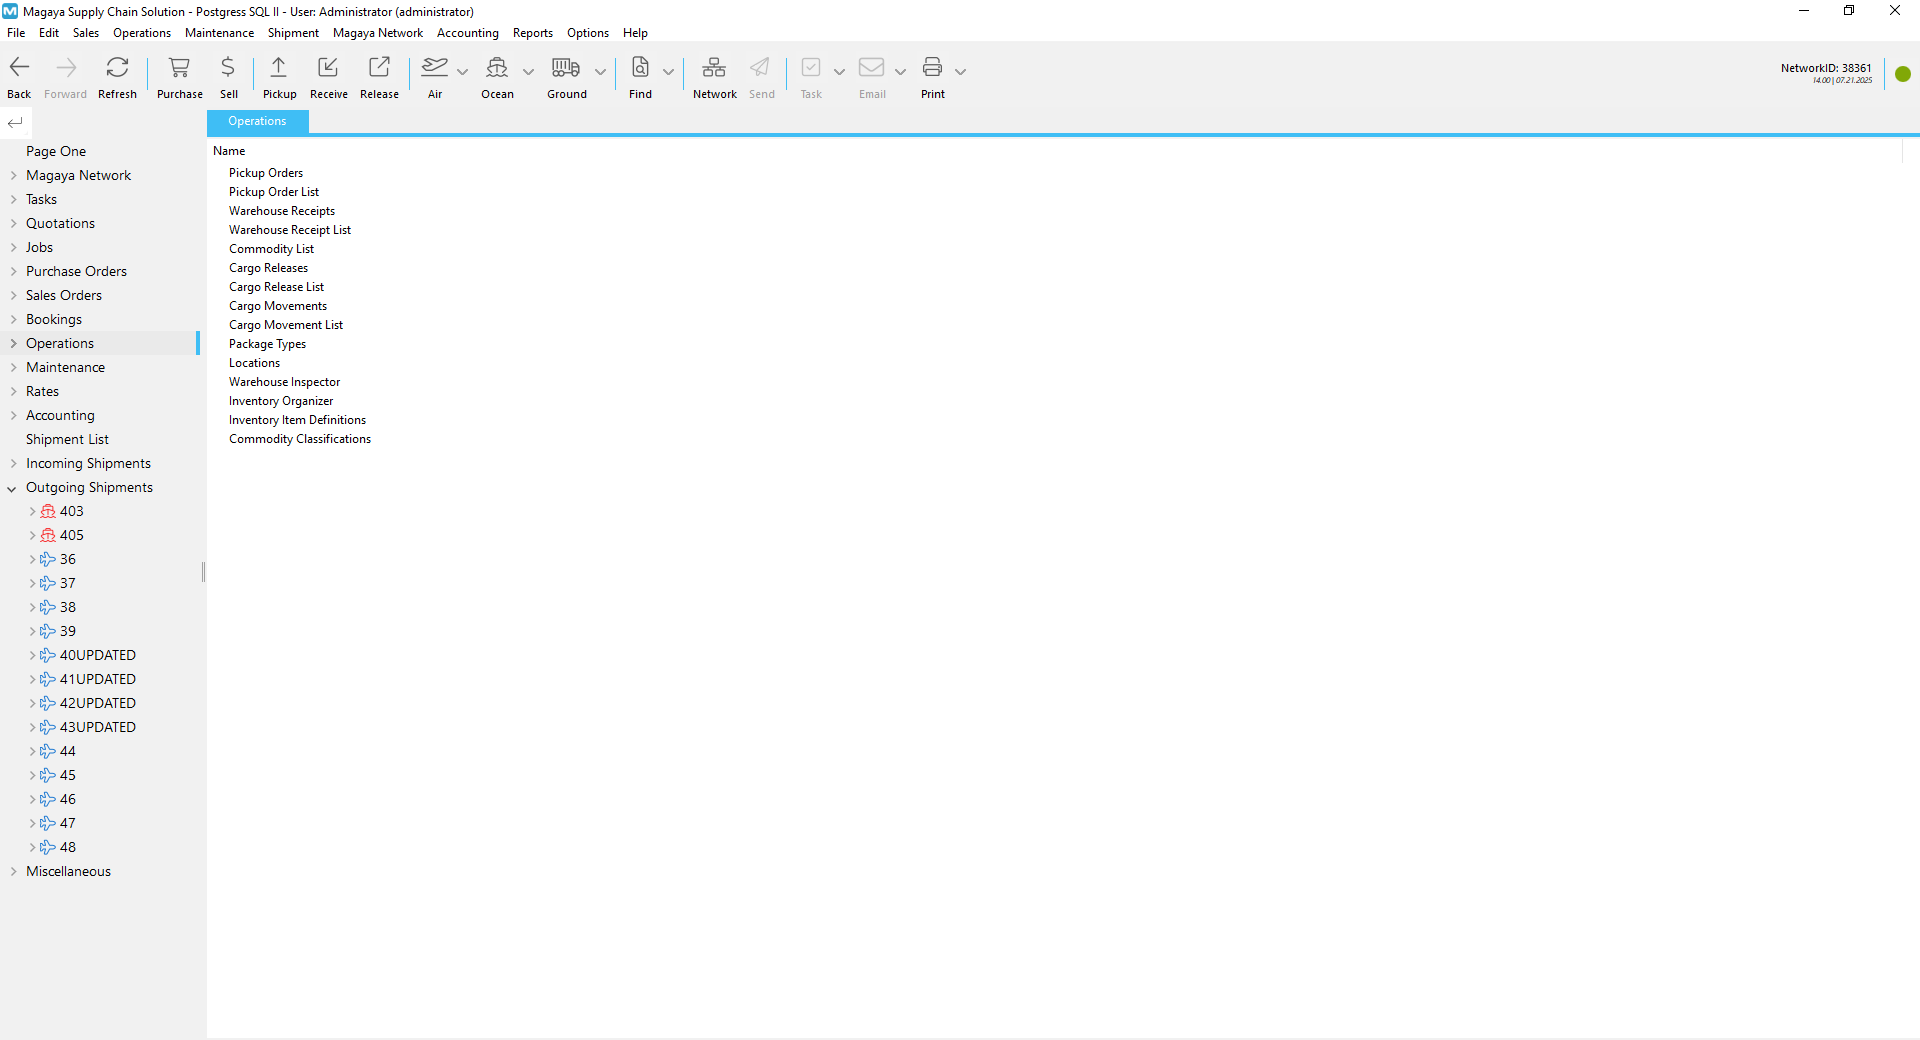 Magaya Supply Chain Solution - Postgress SQL II - User: Administrator (administrator)
File Edit Sales Operations Maintenance Shipment Magaya Network Accounting Reports Options Help
Back Forward Refresh Purchase Sell Pickup Receive Release Air Ocean Ground Find Network Send Task Email Print
NetworkID: 38361
14.00 | 07.21.2025
Operations
Name
Page One
Magaya Network
Tasks
Quotations
Jobs
Purchase Orders
Sales Orders
Bookings
Operations
Maintenance
Rates
Accounting
Shipment List
Incoming Shipments
Outgoing Shipments
403
405
36
37
38
39
40UPDATED
41UPDATED
42UPDATED
43UPDATED
44
45
46
47
48
Miscellaneous
Pickup Orders
Pickup Order List
Warehouse Receipts
Warehouse Receipt List
Commodity List
Cargo Releases
Cargo Release List
Cargo Movements
Cargo Movement List
Package Types
Locations
Warehouse Inspector
Inventory Organizer
Inventory Item Definitions
Commodity Classifications